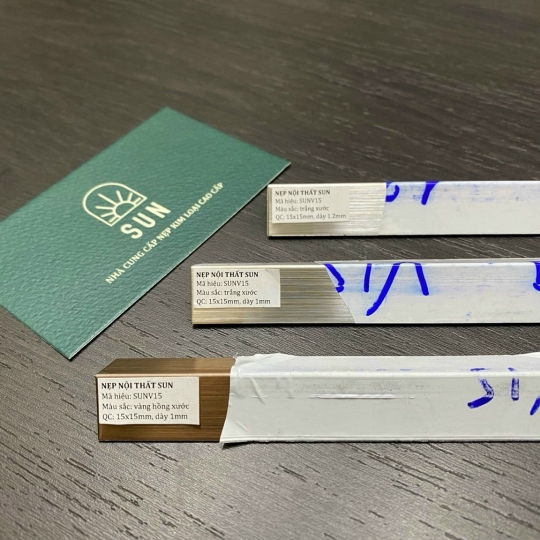 SUN
NHÀ CUNG CẤP NẸP KIM LOẠI CAO CẤP
NẸP NỘI THẤT SUN
Mã hiệu: SUNV15
Màu sắc: trắng xước
QC: 15x15mm, dày 1.2mm
NẸP NỘI THẤT SUN
Mã hiệu: SUNV15
Màu sắc: trắng xước
QC: 15x15mm, dày 1mm
NẸP NỘI THẤT SUN
Mã hiệu: SUNV15
Màu sắc: vàng hồng xước
QC: 15x15mm, dày 1mm